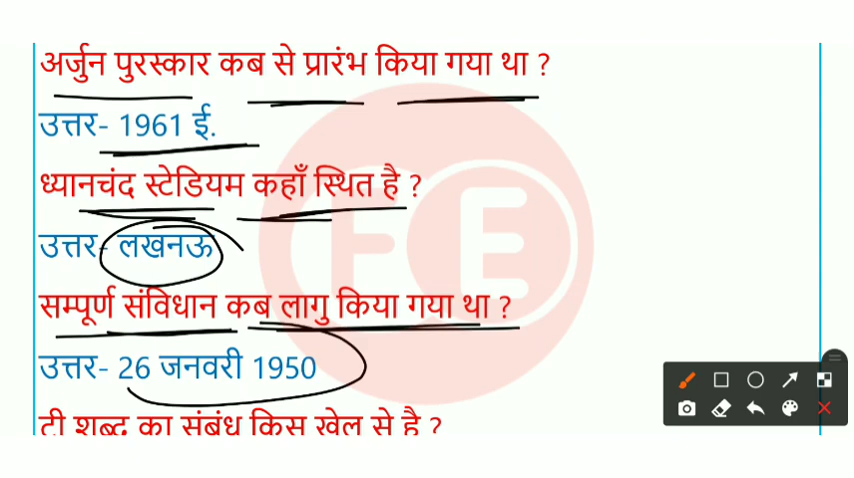 अर्जुन पुरस्कार कब से प्रारंभ किया गया था ?
उत्तर- 1961 ई.
ध्यानचंद स्टेडियम कहाँ स्थित है ?
उत्तर- लखनऊ
सम्पूर्ण संविधान कब लागु किया गया था ?
उत्तर- 26 जनवरी 1950
टी शब्द का संबंध किस खेल से है ?
FE